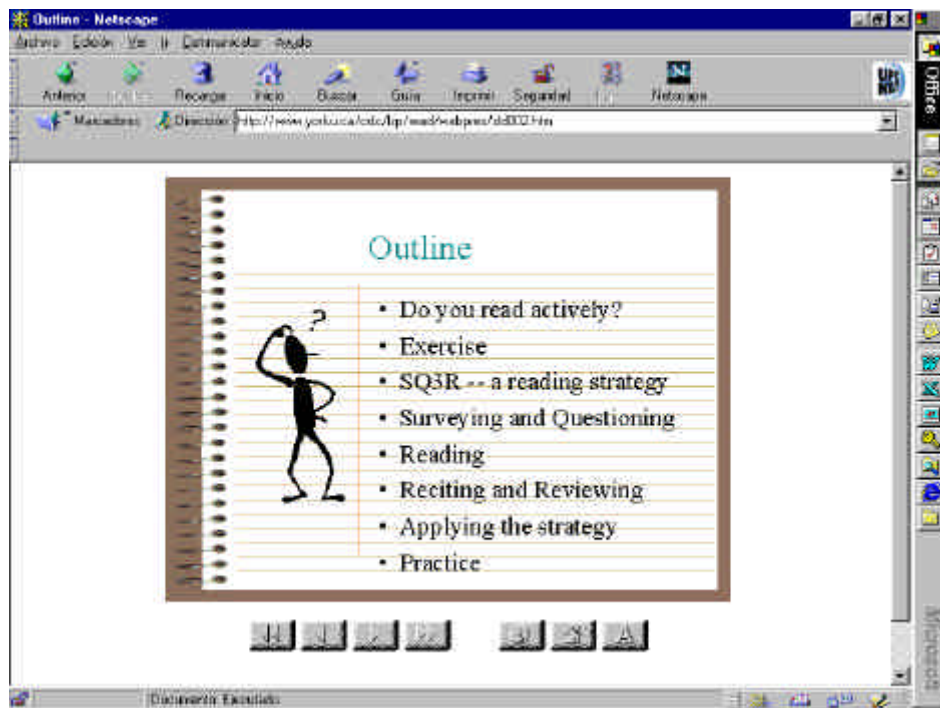 Outline - Netscape
Archivo Edición Ver Ir Communicator Ayuda
Anterior Recargar Inicio Buscar Guía Imprimir Seguridad Netscape
Marcadores Dirección
Office
Outline
?
• Do you read actively?
• Exercise
• SQ3R -- a reading strategy
• Surveying and Questioning
• Reading
• Reciting and Reviewing
• Applying the strategy
• Practice
A
Microsoft